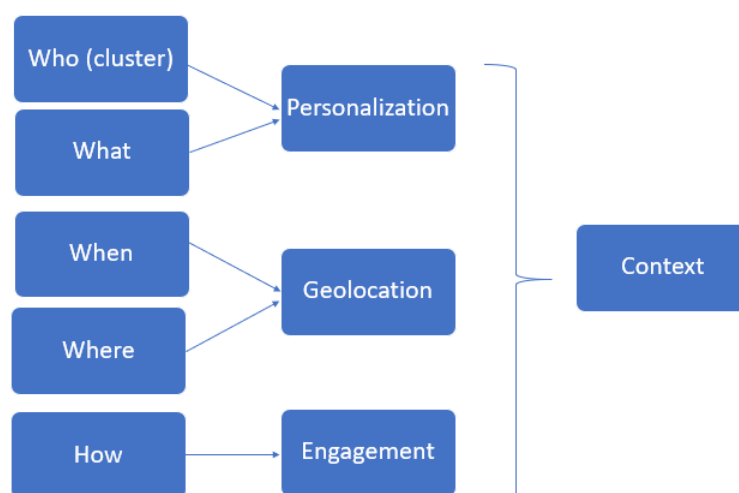 Who (cluster)
What
When
Where
How
Personalization
Geolocation
Engagement
Context